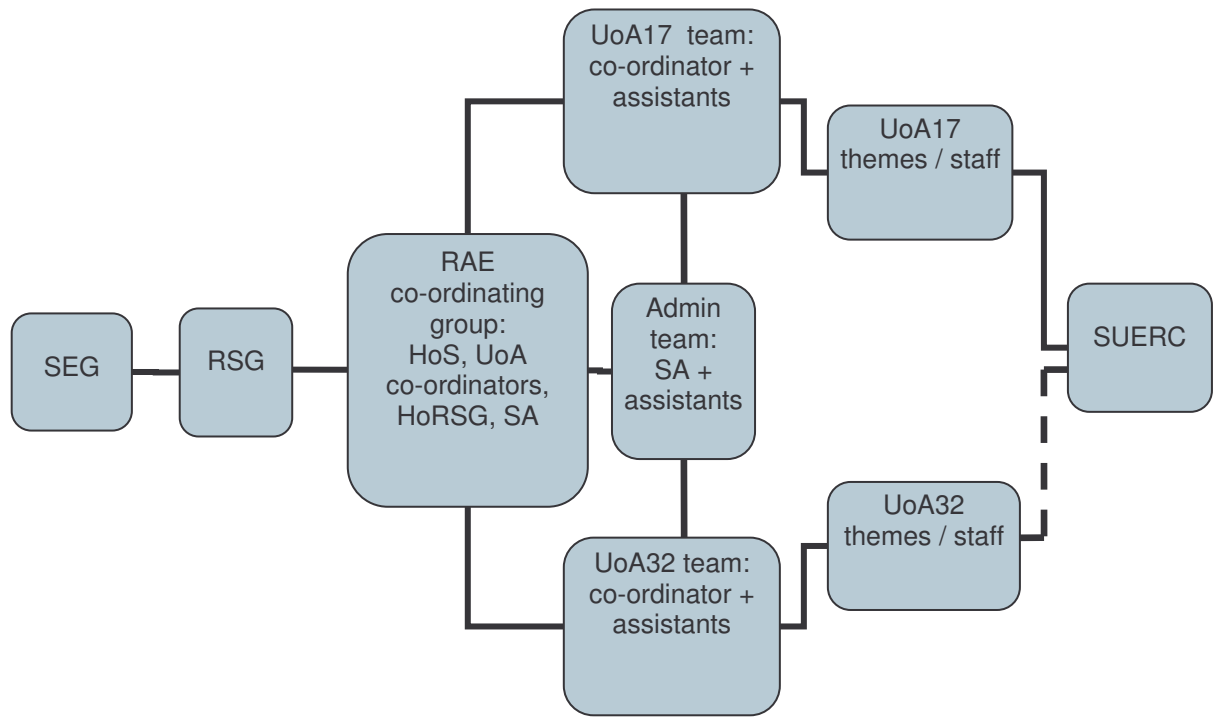 SEG
RSG
RAE
co-ordinating
group:
HoS, UoA
co-ordinators,
HoRSG, SA
UoA17 team:
co-ordinator +
assistants
Admin
team:
SA +
assistants
UoA32 team:
co-ordinator +
assistants
UoA17
themes / staff
UoA32
themes / staff
SUERC